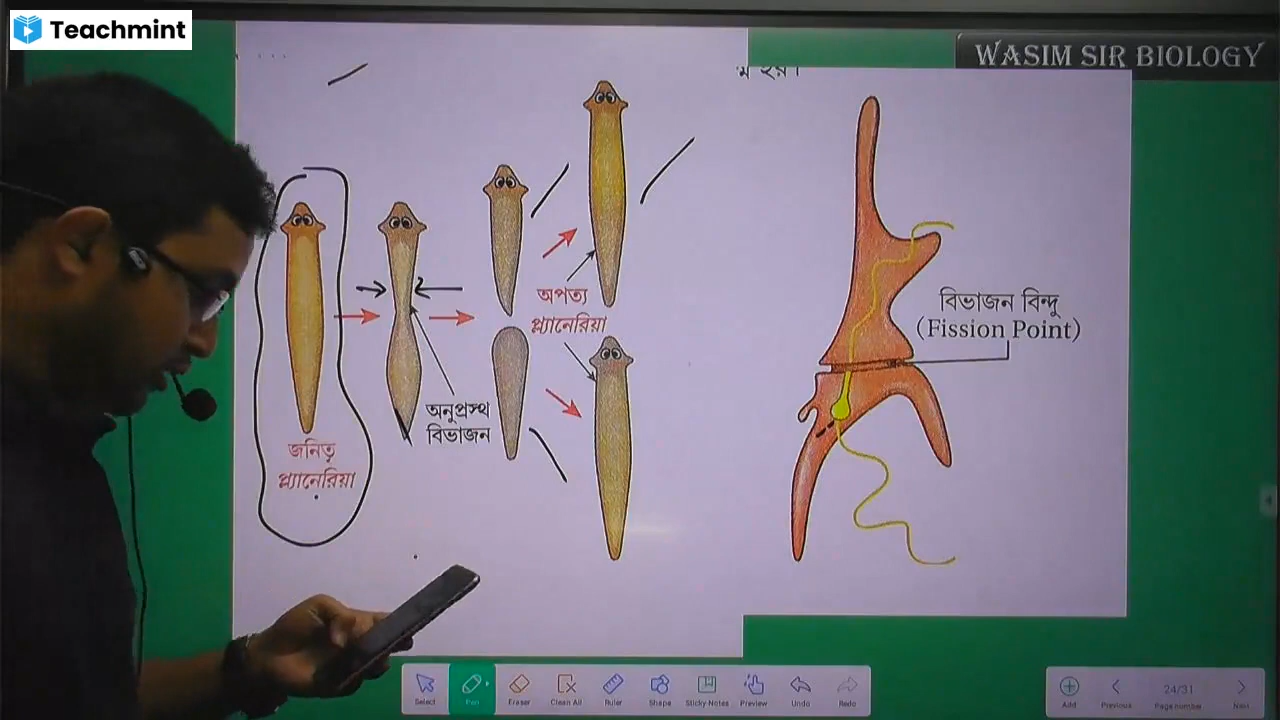 Teachmint
WASIM SIR BIOLOGY
হয়।
জনিতৃ
প্ল্যানেরিয়া
অনুপ্রস্থ
বিভাজন
অপত্য
প্ল্যানেরিয়া
বিভাজন বিন্দু
(Fission Point)
Select
Pen
Eraser
Clean All
Ruler
Shape
Sticky Notes
Preview
Undo
Redo
Add
Previous
24/31
Page number
Next